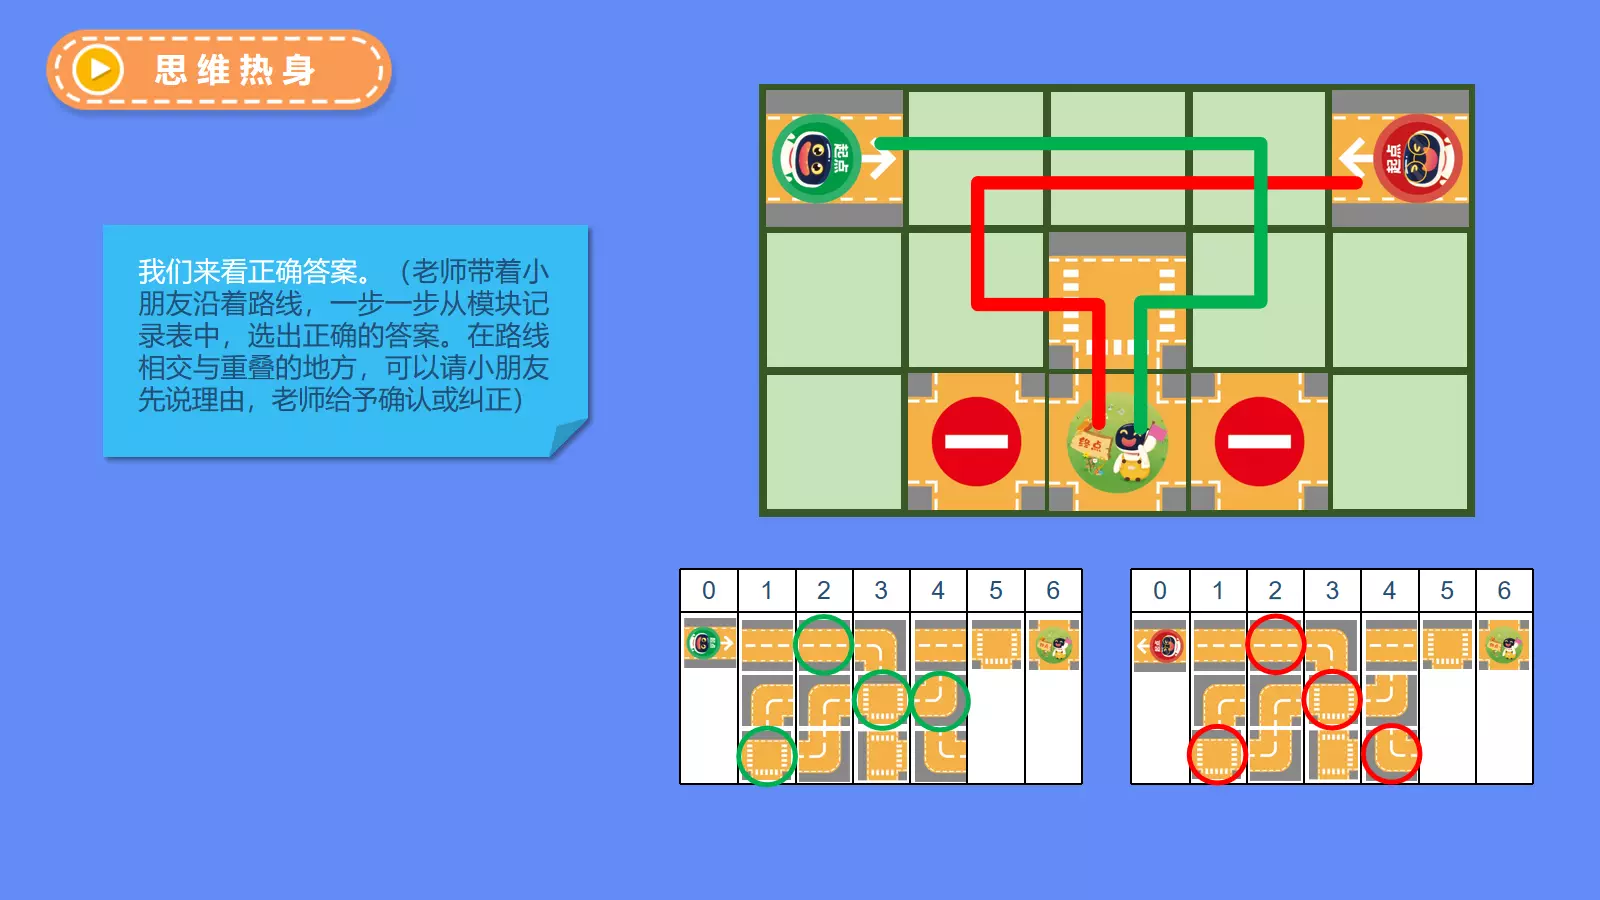 思维热身
起点
起点
我们来看正确答案。（老师带着小
朋友沿着路线，一步一步从模块记
录表中，选出正确的答案。在路线
相交与重叠的地方，可以请小朋友
先说理由，老师给予确认或纠正）
终点
0 1 2 3 4 5 6
0 1 2 3 4 5 6